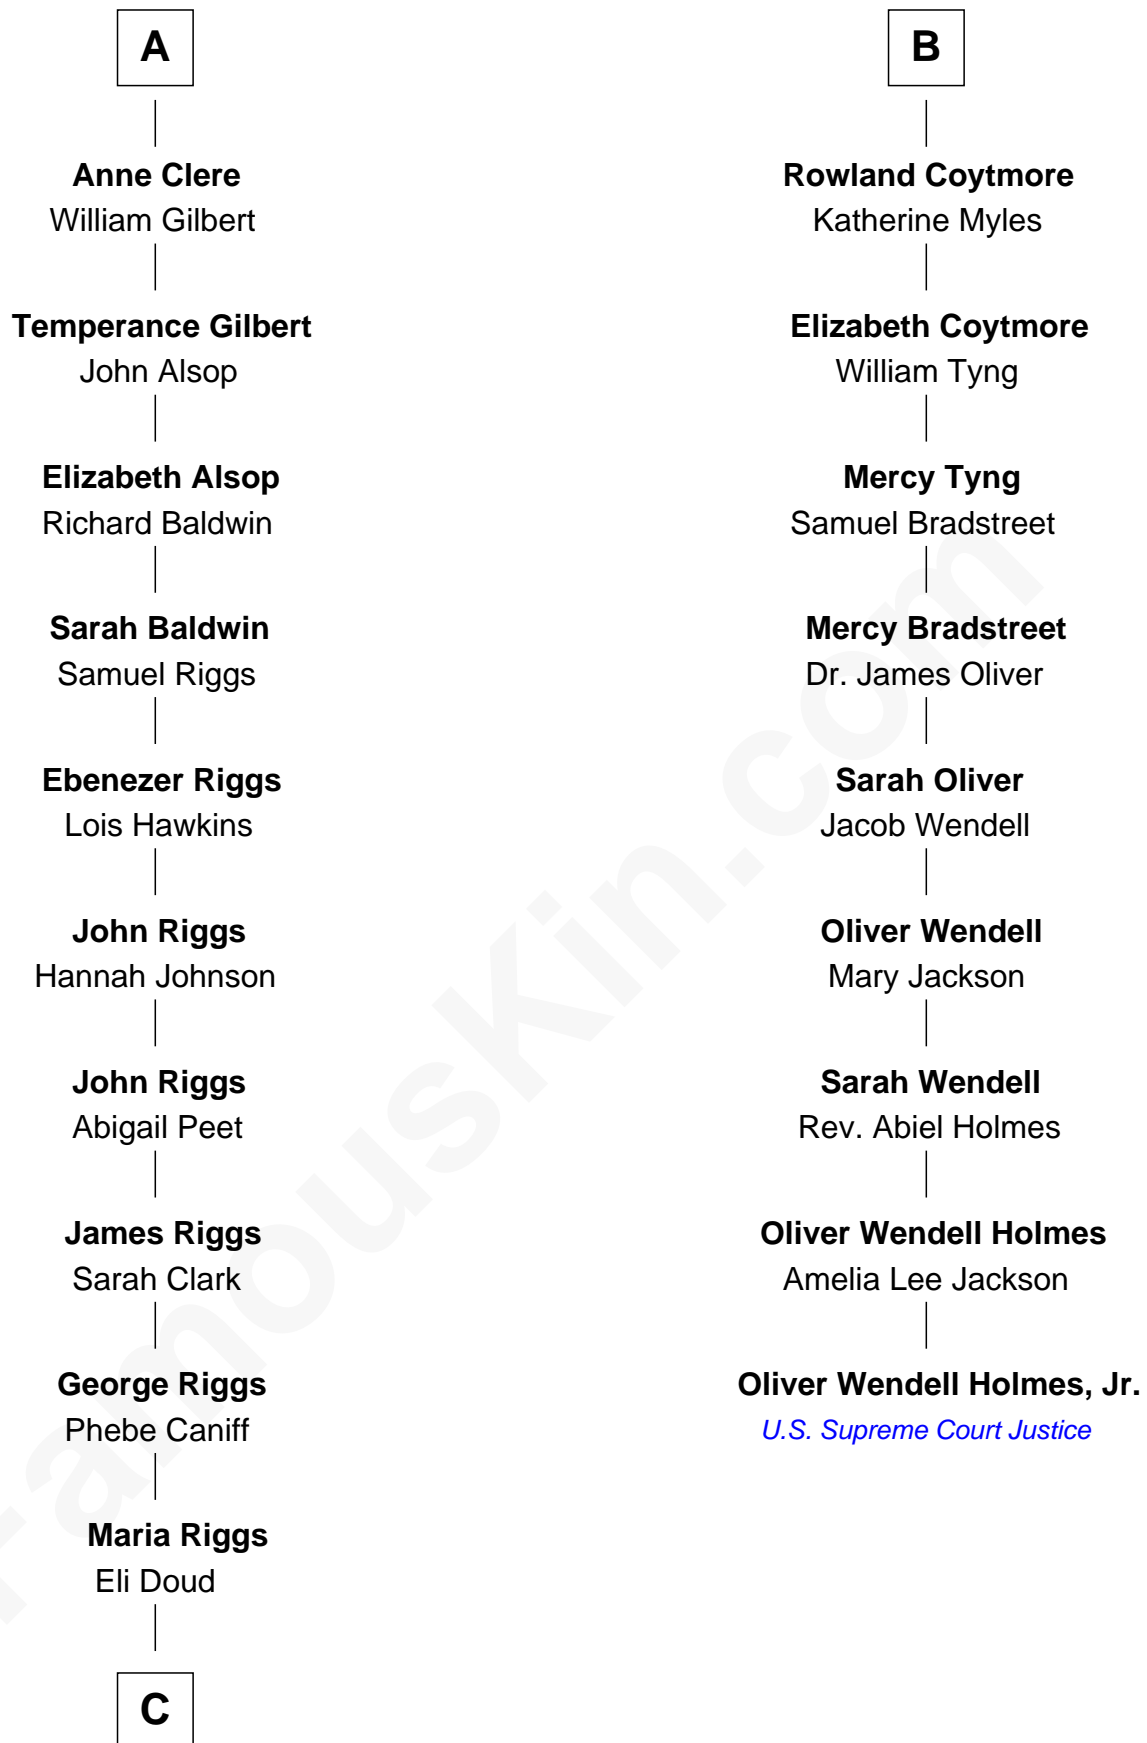 A
Anne Clere
William Gilbert
Temperance Gilbert
John Alsop
Elizabeth Alsop
Richard Baldwin
Sarah Baldwin
Samuel Riggs
Ebenezer Riggs
Lois Hawkins
John Riggs
Hannah Johnson
John Riggs
Abigail Peet
James Riggs
Sarah Clark
George Riggs
Phebe Caniff
Maria Riggs
Eli Doud
C
B
Rowland Coytmore
Katherine Myles
Elizabeth Coytmore
William Tyng
Mercy Tyng
Samuel Bradstreet
Mercy Bradstreet
Dr. James Oliver
Sarah Oliver
Jacob Wendell
Oliver Wendell
Mary Jackson
Sarah Wendell
Rev. Abiel Holmes
Oliver Wendell Holmes
Amelia Lee Jackson
Oliver Wendell Holmes, Jr.
U.S. Supreme Court Justice
FamousKin.com